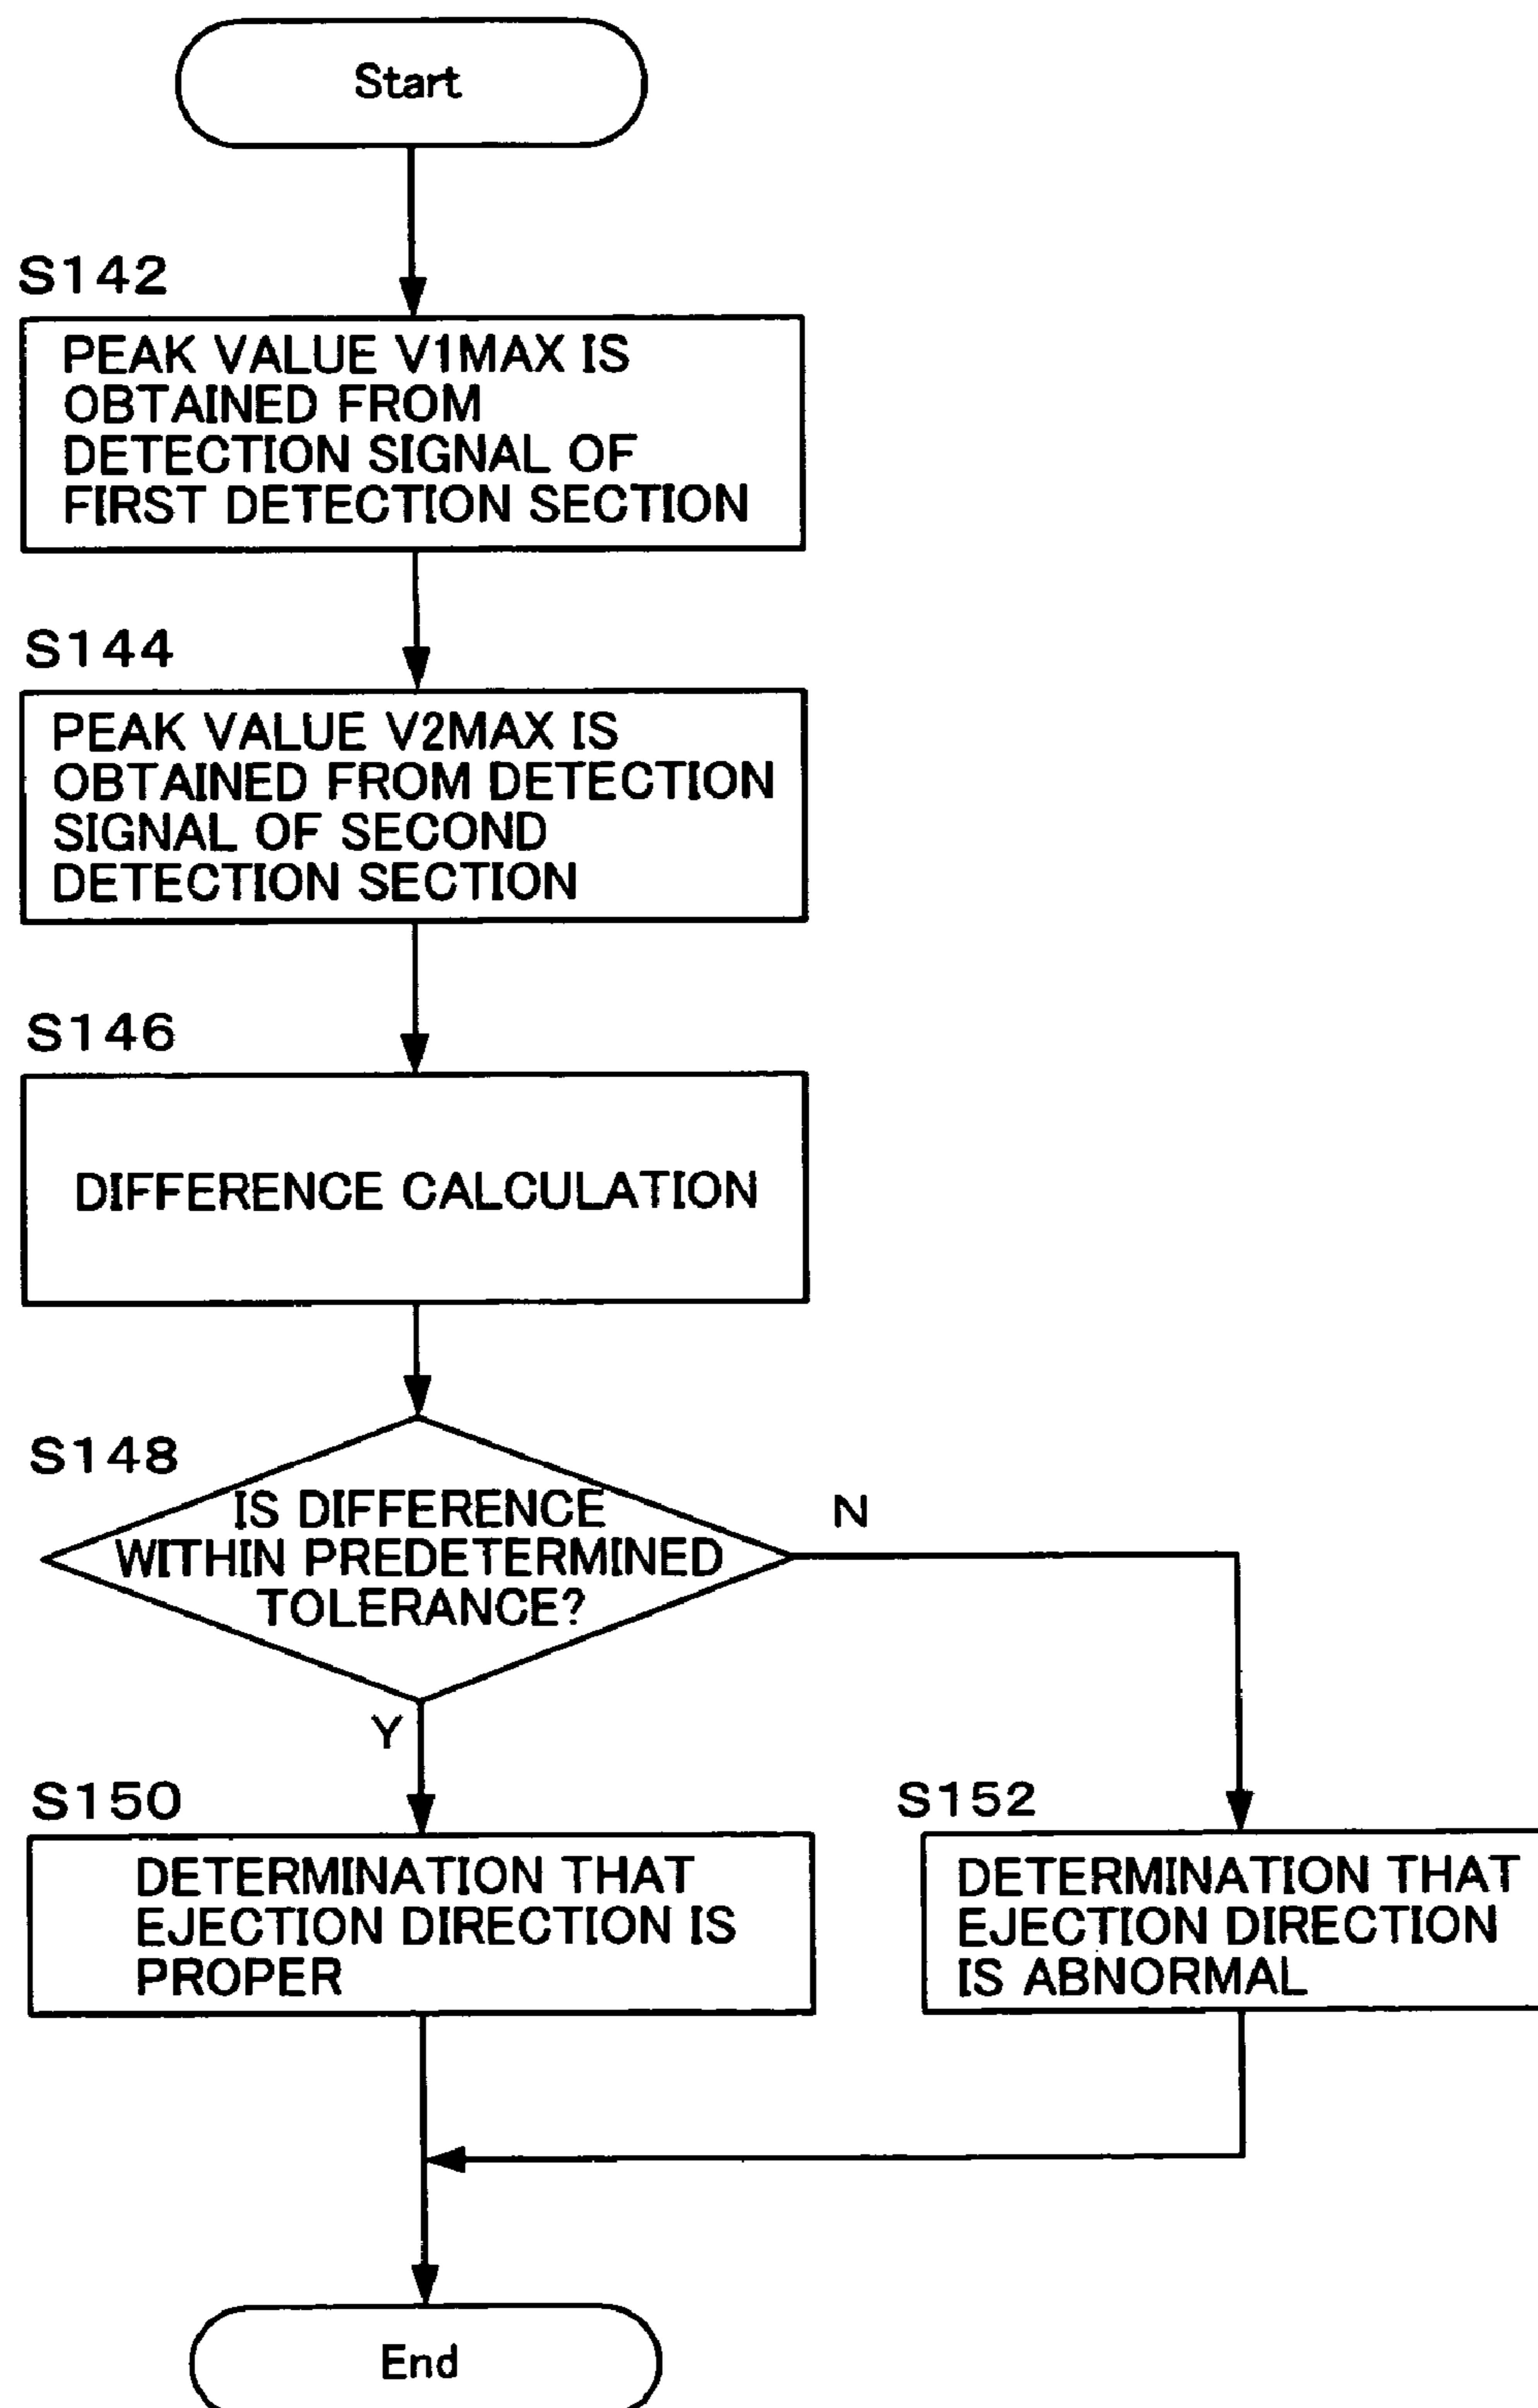 Start
S142
PEAK VALUE V1MAX IS
OBTAINED FROM
DETECTION SIGNAL OF
FIRST DETECTION SECTION
S144
PEAK VALUE V2MAX IS
OBTAINED FROM DETECTION
SIGNAL OF SECOND
DETECTION SECTION
S146
DIFFERENCE CALCULATION
S148
IS DIFFERENCE
WITHIN PREDETERMINED
TOLERANCE?
N
Y
S150
DETERMINATION THAT
EJECTION DIRECTION IS
PROPER
S152
DETERMINATION THAT
EJECTION DIRECTION
IS ABNORMAL
End